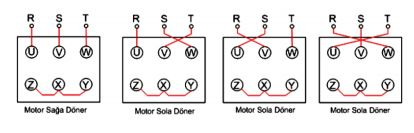 R S T R S T R S T R S T
U V W U V W U V W U V W
Z X Y Z X Y Z X Y Z X Y
Motor Sağa Döner Motor Sola Döner Motor Sola Döner Motor Sola Döner